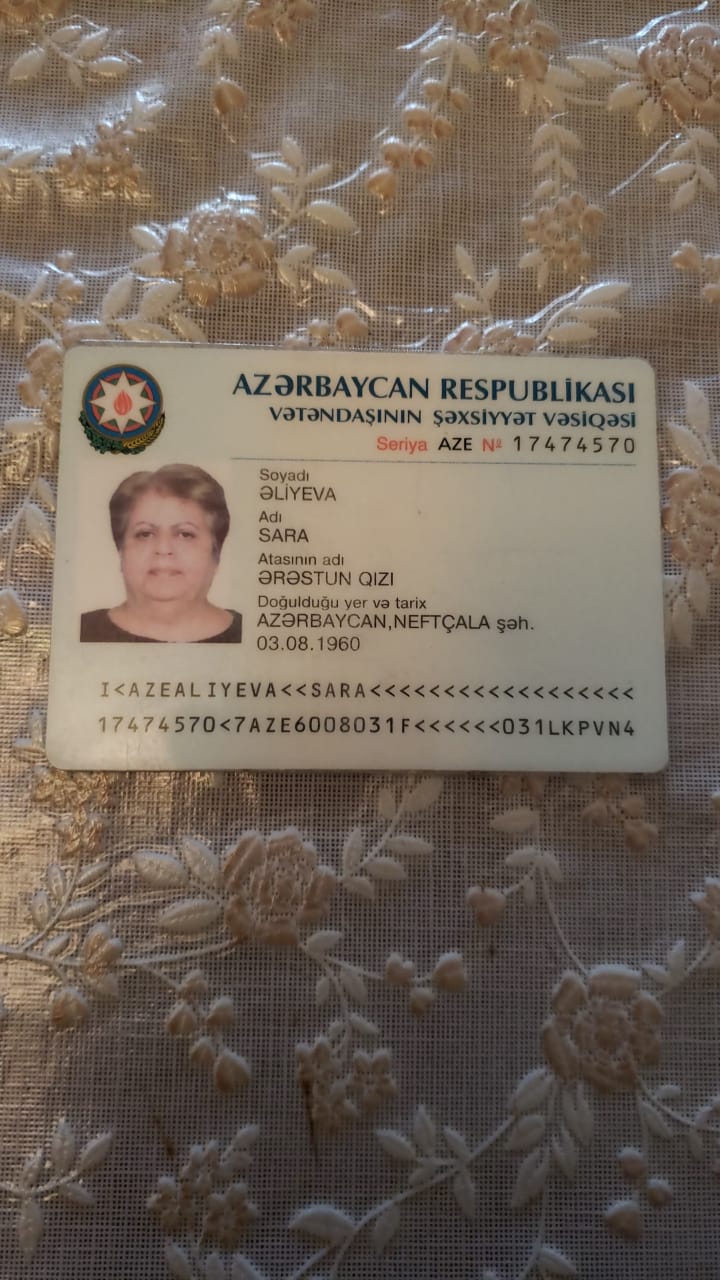 AZƏRBAYCAN RESPUBLİKASI
VƏTƏNDAŞININ ŞƏXSİYYƏT VƏSİQƏSİ
Seriya AZE № 17474570
Soyadı
ƏLİYEVA
Adı
SARA
Atasının adı
ƏRƏSTUN QIZI
Doğulduğu yer və tarix
AZƏRBAYCAN,NEFTÇALA şəh.
03.08.1960
I<AZEALIYEVA<<SARA<<<<<<<<<<<<<<<<<<<
17474570<7AZE6008031F<<<<<<031LKPVN4